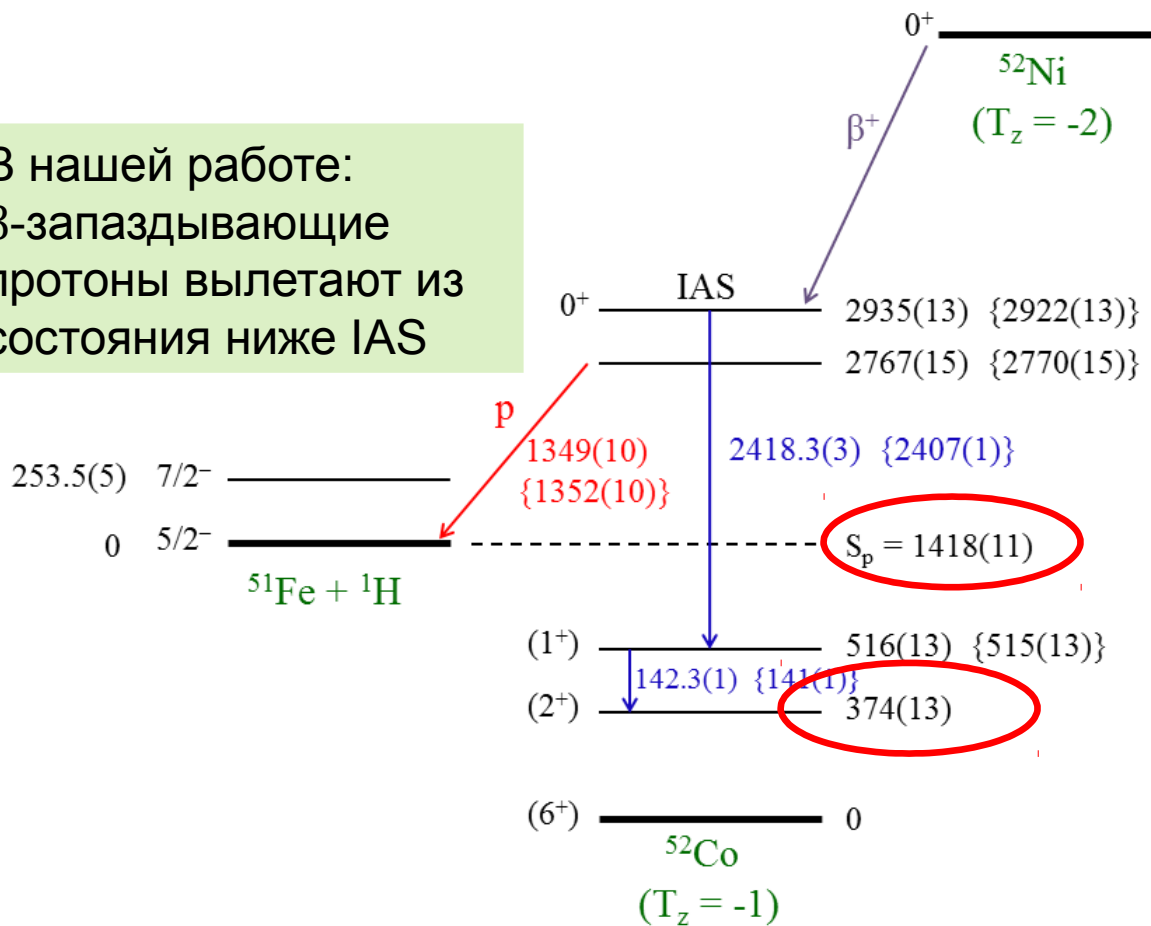 0⁺
⁵²Ni
(T_z = -2)
β⁺
В нашей работе:
β-запаздывающие
протоны вылетают из
состояния ниже IAS
0⁺ IAS 2935(13) {2922(13)}
2767(15) {2770(15)}
p
1349(10) 2418.3(3) {2407(1)}
{1352(10)}
253.5(5) 7/2⁻
0 5/2⁻ S_p = 1418(11)
⁵¹Fe + ¹H
(1⁺) 516(13) {515(13)}
142.3(1) {141(1)}
(2⁺) 374(13)
(6⁺) 0
⁵²Co
(T_z = -1)